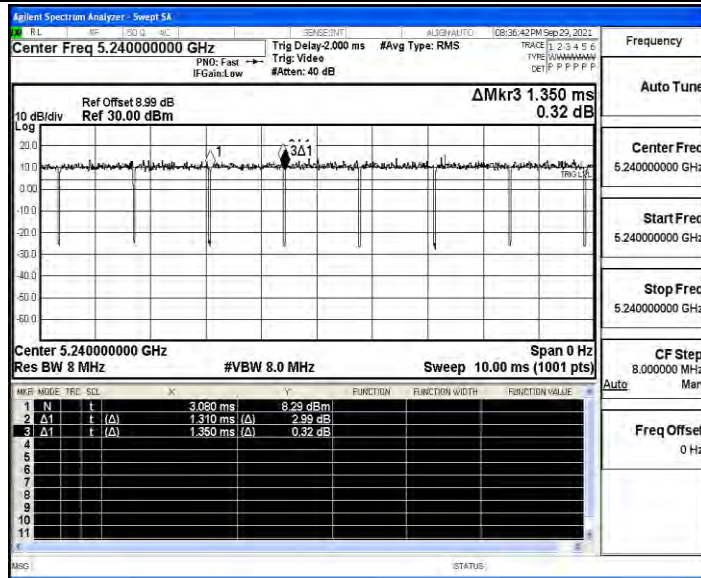 Agilent Spectrum Analyzer - Swept SA
RL RF 50 Ω AC SENSE:INT ALIGNAUTO 08:36:42 PM Sep 29, 2021
Center Freq 5.240000000 GHz
Trig Delay-2.000 ms #Avg Type: RMS
TRACE 1 2 3 4 5 6
PNO: Fast Trig: Video
TYPE WWWWWW
IFGain:Low #Atten: 40 dB
DET P P P P P P
Ref Offset 8.99 dB
ΔMkr3 1.350 ms
10 dB/div Ref 30.00 dBm
0.32 dB
Log
20.0
10.0
0.00
-10.0
-20.0
-30.0
-40.0
-50.0
-60.0
1
3Δ1
TRIG LVL
Center 5.240000000 GHz Span 0 Hz
Res BW 8 MHz #VBW 8.0 MHz Sweep 10.00 ms (1001 pts)
MKR MODE TRC SCL X Y FUNCTION FUNCTION WIDTH FUNCTION VALUE
1 N t 3.080 ms 8.29 dBm
2 Δ1 t (Δ) 1.310 ms (Δ) 2.99 dB
3 Δ1 t (Δ) 1.350 ms (Δ) 0.32 dB
4
5
6
7
8
9
10
11
MSG STATUS
Frequency
Auto Tune
Center Freq
5.240000000 GHz
Start Freq
5.240000000 GHz
Stop Freq
5.240000000 GHz
CF Step
8.000000 MHz
Auto Man
Freq Offset
0 Hz